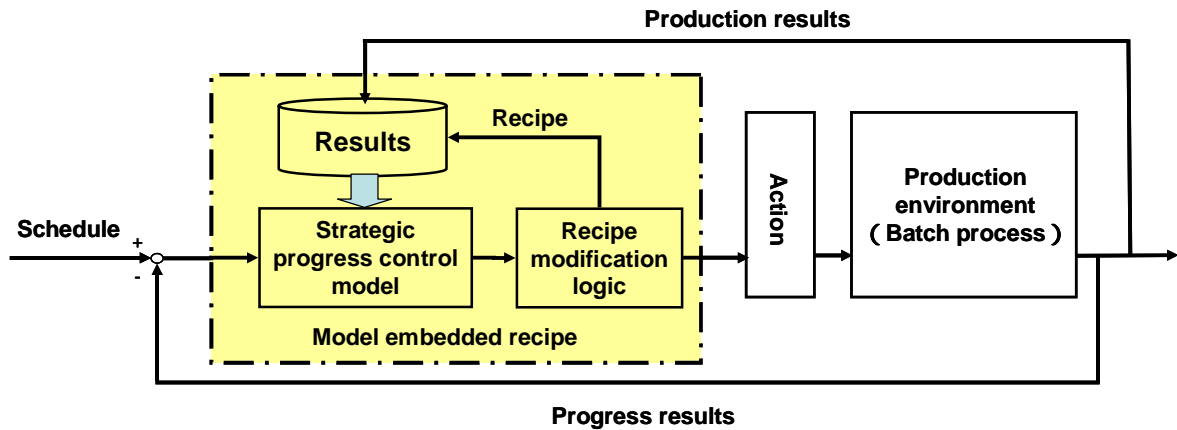 Production results
Results
Recipe
Schedule
+
-
Strategic
progress control
model
Recipe
modification
logic
Action
Production
environment
( Batch process )
Model embedded recipe
Progress results